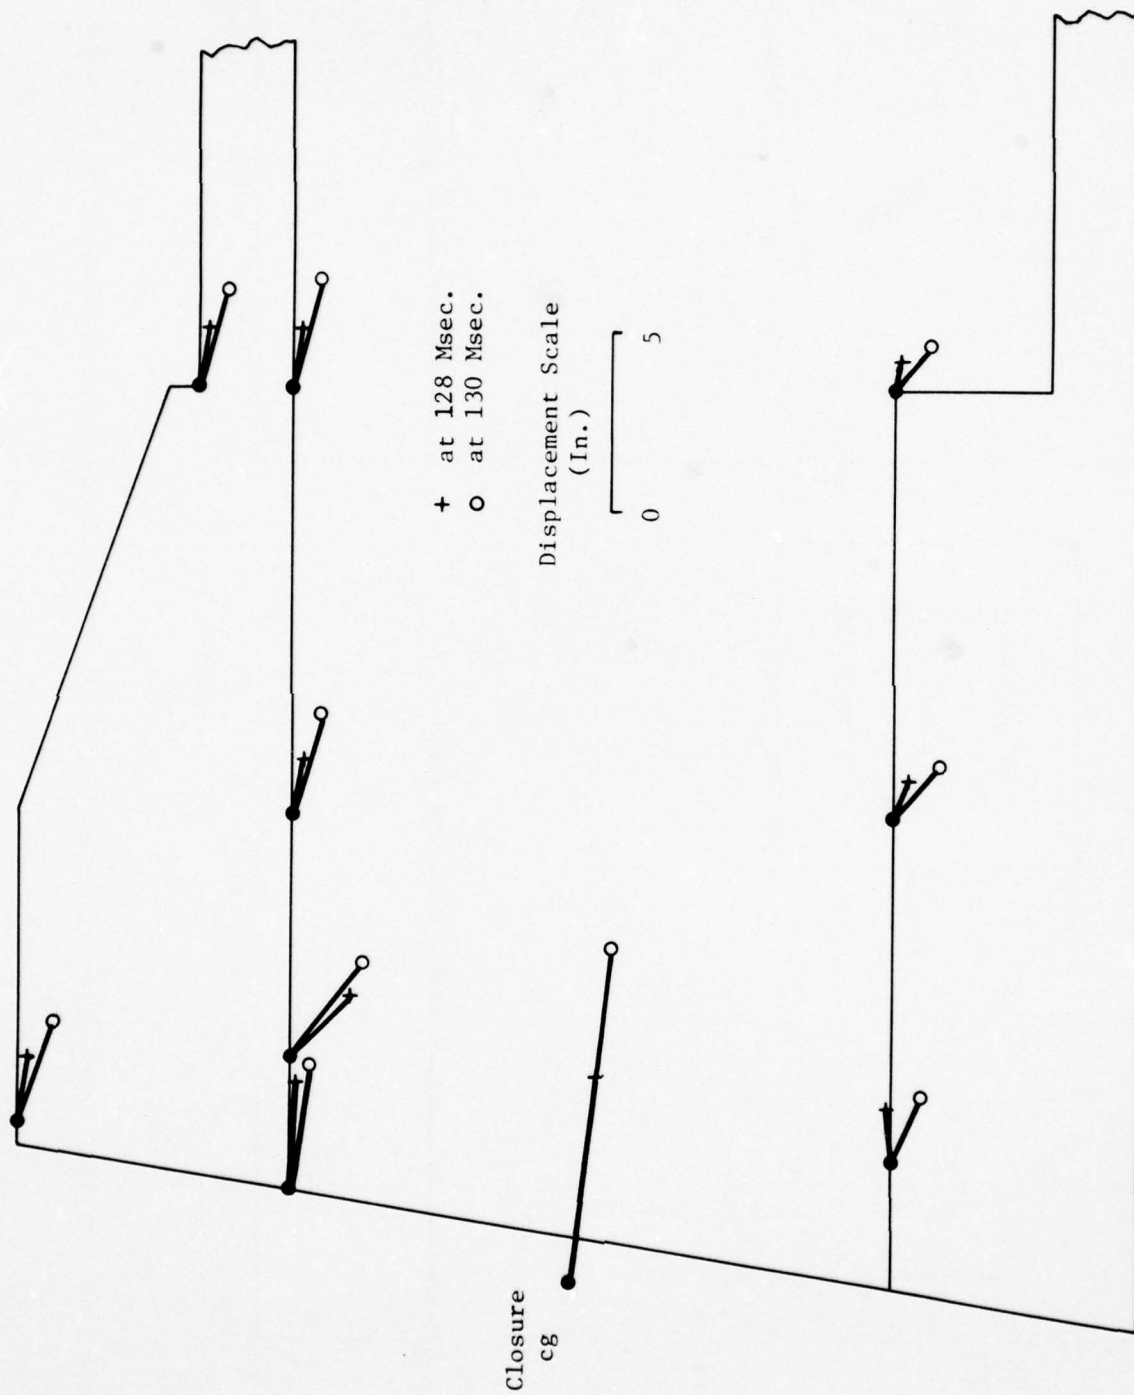 + at 128 Msec.
o at 130 Msec.
Displacement Scale
(In.)
0 5
Closure
cg